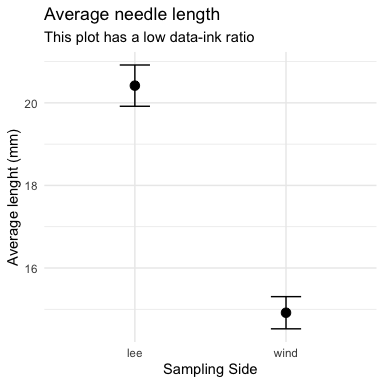 Average needle length
This plot has a low data-ink ratio
Average lenght (mm)
20
18
16
lee
wind
Sampling Side